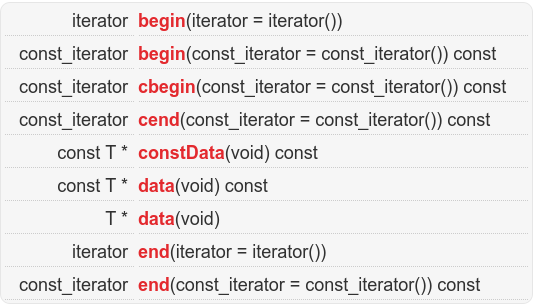 iterator begin(iterator = iterator())
const_iterator begin(const_iterator = const_iterator()) const
const_iterator cbegin(const_iterator = const_iterator()) const
const_iterator cend(const_iterator = const_iterator()) const
const T * constData(void) const
const T * data(void) const
T * data(void)
iterator end(iterator = iterator())
const_iterator end(const_iterator = const_iterator()) const